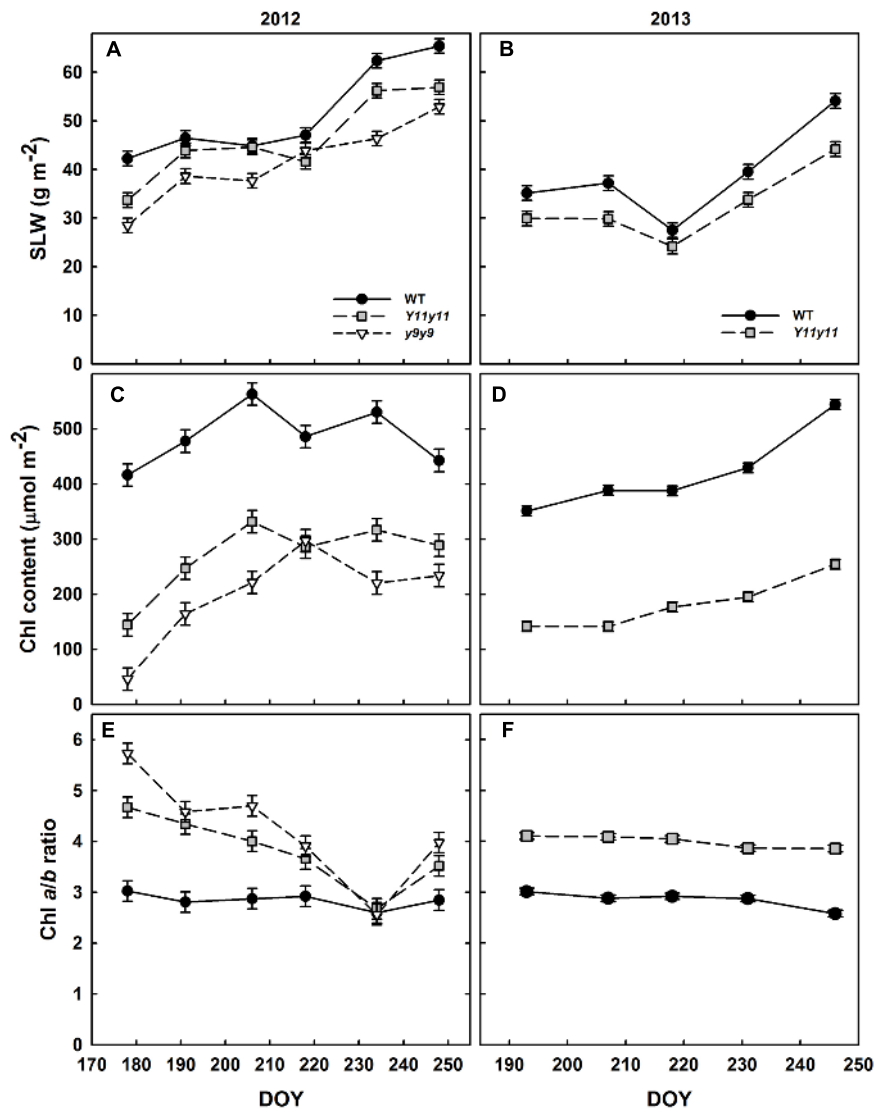 2012 2013
A
B
SLW (g m-2)
60
50
40
30
20
10
0
WT
Y11y11
y9y9
WT
Y11y11
C
D
Chl content (µmol m-2)
500
400
300
200
100
0
E
F
Chl a/b ratio
6
5
4
3
2
1
0
170 180 190 200 210 220 230 240 250
190 200 210 220 230 240 250
DOY DOY